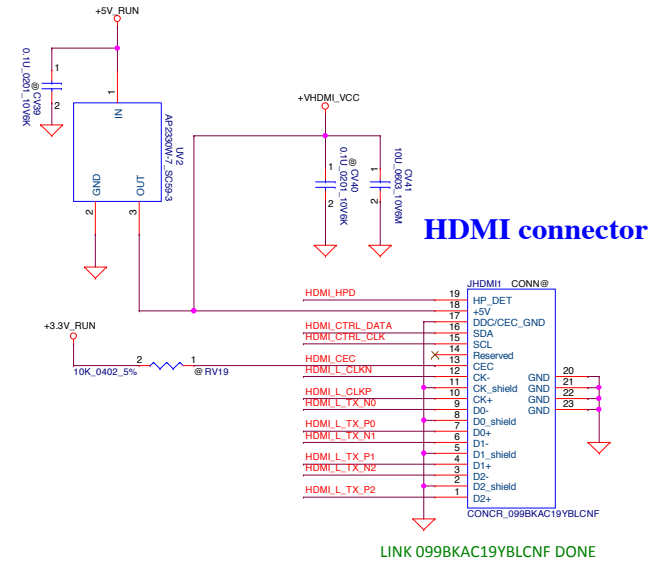 +5V_RUN
1
2
@ CV39
0.1U_0201_10V6K
1
IN
GND
OUT
2
3
UV2
AP2330W-7_SC59-3
+VHDMI_VCC
1
2
@ CV40
0.1U_0201_10V6K
1
2
CV41
10U_0603_10V6M
HDMI connector
JHDMI1 CONN@
HDMI_HPD 19 HP_DET
18 +5V
17 DDC/CEC_GND
HDMI_CTRL_DATA 16 SDA
HDMI_CTRL_CLK 15 SCL
14 Reserved
+3.3V_RUN
2 1
10K_0402_5% @ RV19
HDMI_CEC 13 CEC
HDMI_L_CLKN 12 CK-
11 CK_shield
HDMI_L_CLKP 10 CK+
HDMI_L_TX_N0 9 D0-
8 D0_shield
HDMI_L_TX_P0 7 D0+
HDMI_L_TX_N1 6 D1-
5 D1_shield
HDMI_L_TX_P1 4 D1+
HDMI_L_TX_N2 3 D2-
2 D2_shield
HDMI_L_TX_P2 1 D2+
GND 20
GND 21
GND 22
GND 23
CONCR_099BKAC19YBLCNF
LINK 099BKAC19YBLCNF DONE